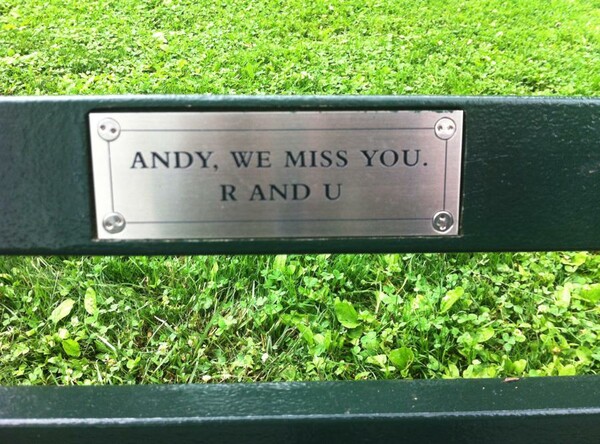 ANDY, WE MISS YOU.
R AND U